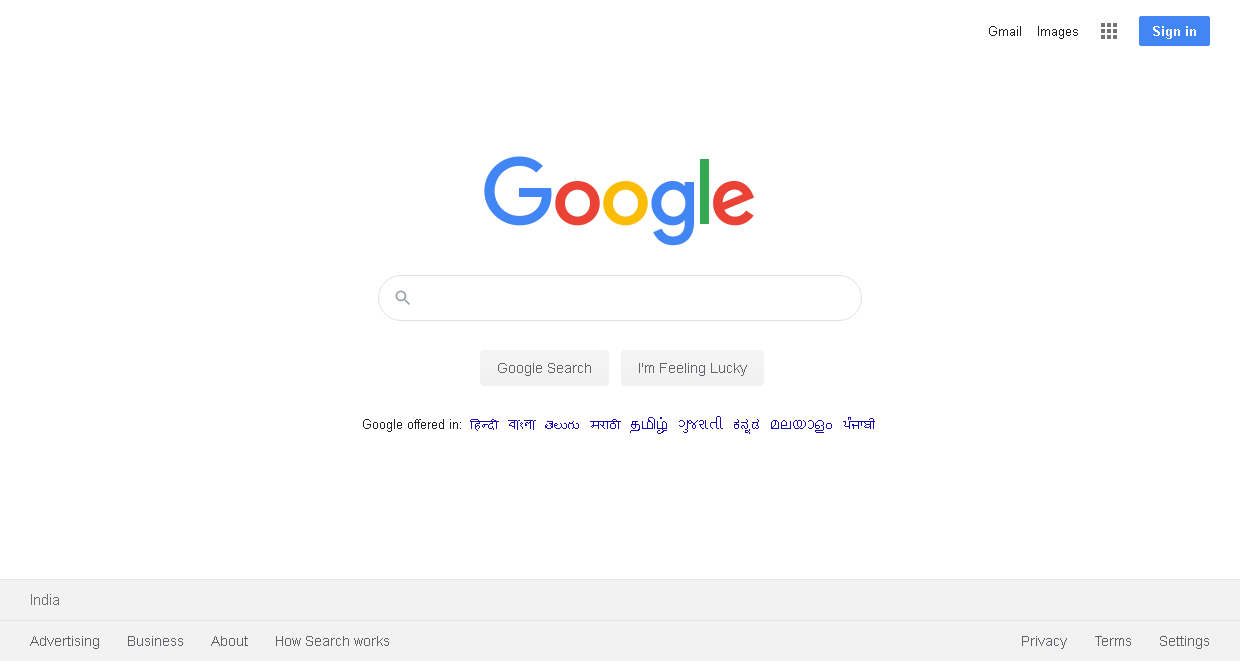 Gmail Images Sign in
Google
Google Search I'm Feeling Lucky
Google offered in: हिन्दी বাংলা తెలుగు मराठी தமிழ் ગુજરાતી ಕನ್ನಡ മലയാളം ਪੰਜਾਬੀ
India
Advertising Business About How Search works Privacy Terms Settings